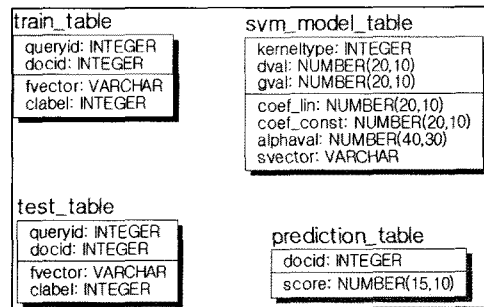 train_table
queryid: INTEGER
docid: INTEGER
fvector: VARCHAR
clabel: INTEGER
svm_model_table
kerneltype: INTEGER
dval: NUMBER(20,10)
gval: NUMBER(20,10)
coef_lin: NUMBER(20,10)
coef_const: NUMBER(20,10)
alphaval: NUMBER(40,30)
svector: VARCHAR
test_table
queryid: INTEGER
docid: INTEGER
fvector: VARCHAR
clabel: INTEGER
prediction_table
docid: INTEGER
score: NUMBER(15,10)